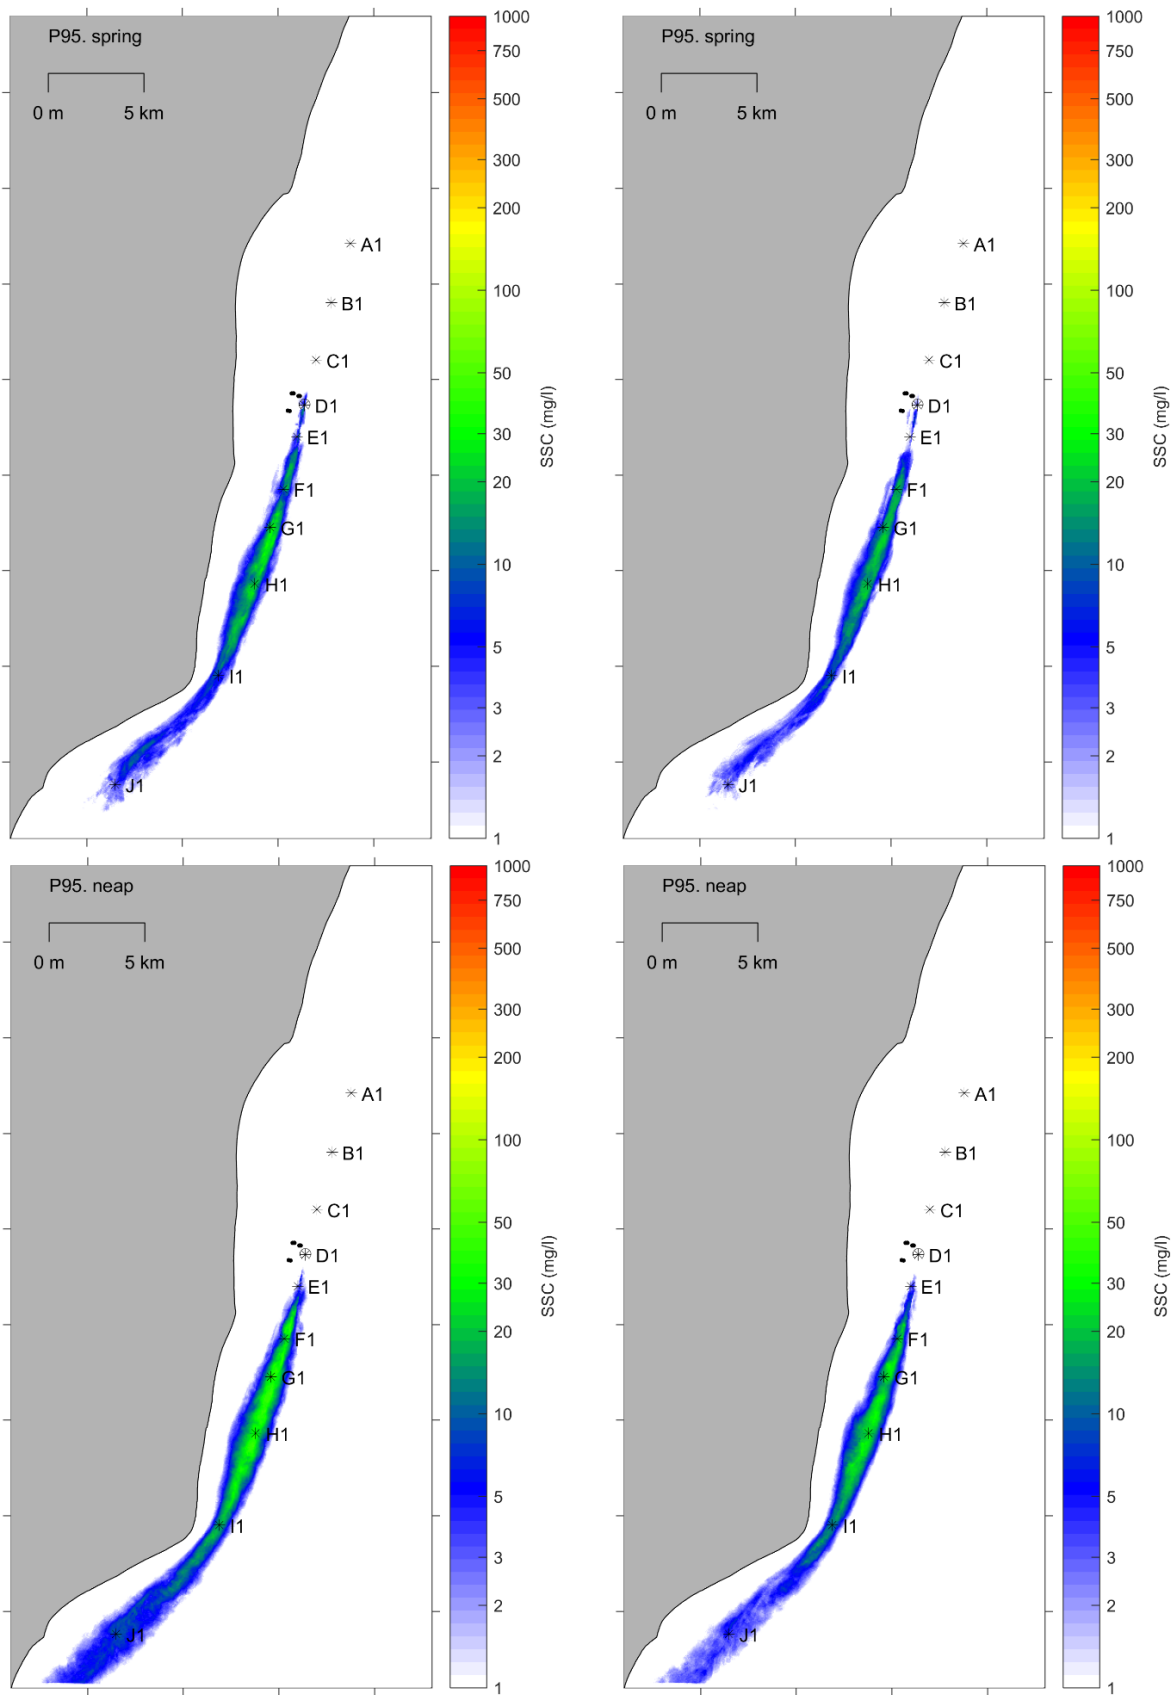 P95. spring
0 m 5 km
A1
B1
C1
D1
E1
F1
G1
H1
I1
J1
1000
750
500
300
200
100
50
30
20
10
5
3
2
1
SSC (mg/l)
P95. spring
0 m 5 km
A1
B1
C1
D1
E1
F1
G1
H1
I1
J1
1000
750
500
300
200
100
50
30
20
10
5
3
2
1
SSC (mg/l)
P95. neap
0 m 5 km
A1
B1
C1
D1
E1
F1
G1
H1
I1
J1
1000
750
500
300
200
100
50
30
20
10
5
3
2
1
SSC (mg/l)
P95. neap
0 m 5 km
A1
B1
C1
D1
E1
F1
G1
H1
I1
J1
1000
750
500
300
200
100
50
30
20
10
5
3
2
1
SSC (mg/l)